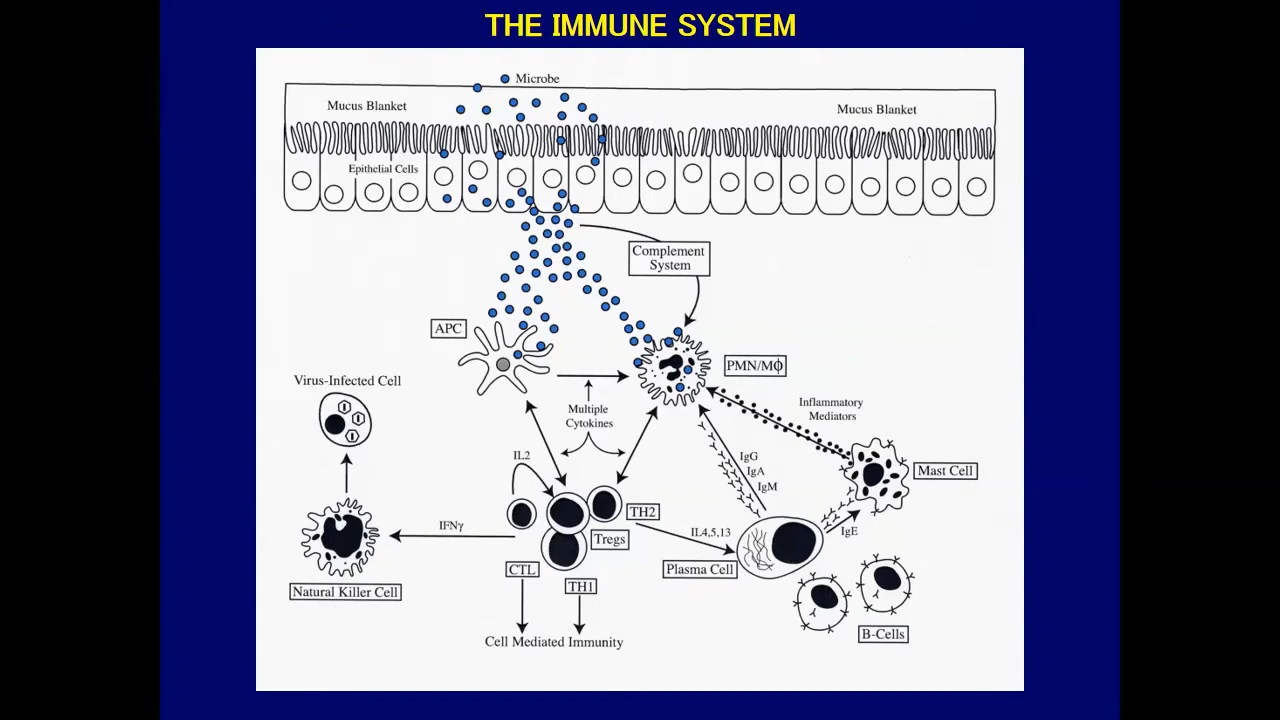 THE IMMUNE SYSTEM
Microbe
Mucus Blanket
Mucus Blanket
Epithelial Cells
Complement
System
APC
PMN/MΦ
Virus-Infected Cell
Multiple
Cytokines
Inflammatory
Mediators
IL2
IgG
IgA
IgM
Mast Cell
TH2
IFNγ
Tregs
IL4,5,13
IgE
CTL
Plasma Cell
TH1
Natural Killer Cell
B-Cells
Cell Mediated Immunity